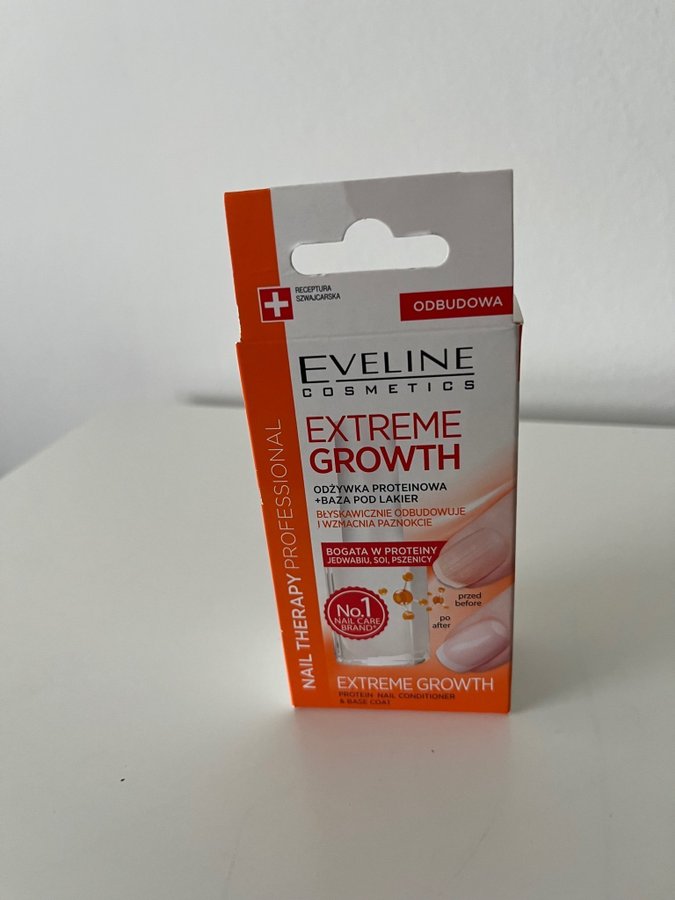 RECEPTURA
SZWAJCARSKA
ODBUDOWA
EVELINE
COSMETICS
EXTREME
GROWTH
ODŻYWKA PROTEINOWA
+BAZA POD LAKIER
BŁYSKAWICZNIE ODBUDOWUJE
I WZMACNIA PAZNOKCIE
BOGATA W PROTEINY
JEDWABIU, SOI, PSZENICY
przed
before
po
after
No.1
NAIL CARE
BRAND*
EXTREME GROWTH
PROTEIN NAIL CONDITIONER
& BASE COAT
NAIL THERAPY PROFESSIONAL